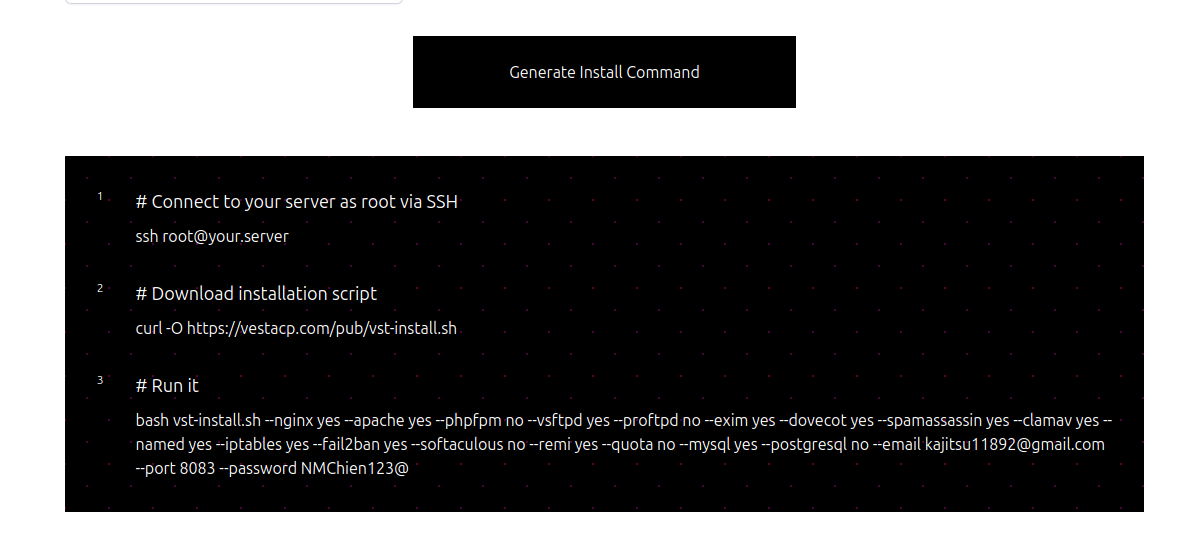 Generate Install Command
1 # Connect to your server as root via SSH
ssh root@your.server
2 # Download installation script
curl -O https://vestacp.com/pub/vst-install.sh
3 # Run it
bash vst-install.sh --nginx yes --apache yes --phpfpm no --vsftpd yes --proftpd no --exim yes --dovecot yes --spamassassin yes --clamav yes --
named yes --iptables yes --fail2ban yes --softaculous no --remi yes --quota no --mysql yes --postgresql no --email kajitsu11892@gmail.com
--port 8083 --password NMChien123@